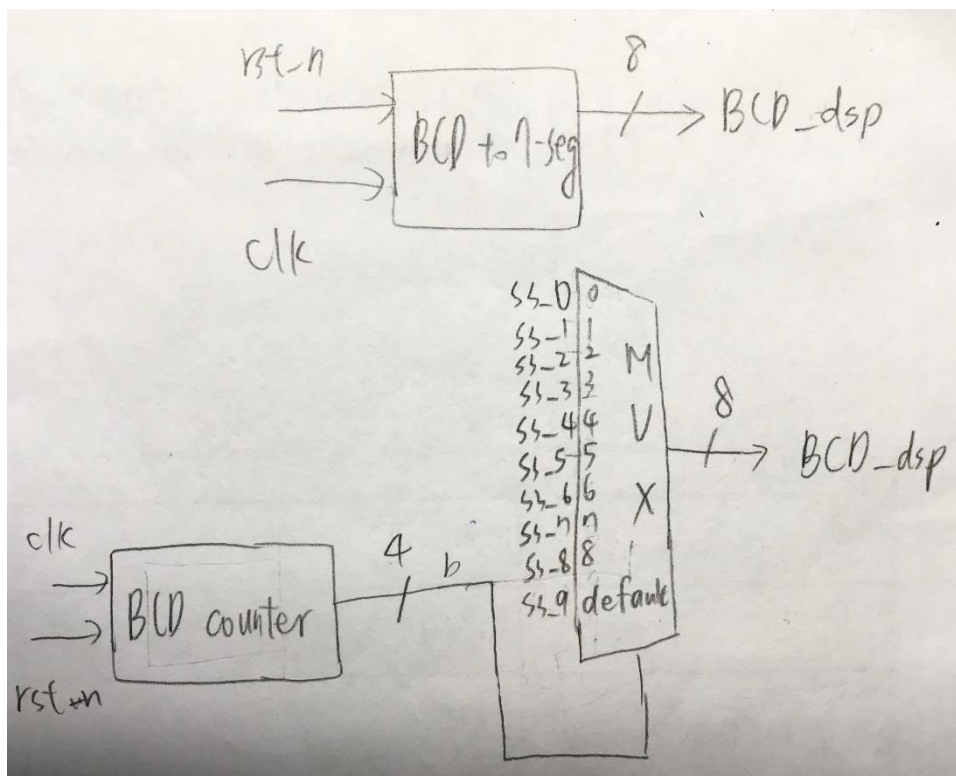 rst_n
8
BCD to 7-seg
BCD_dsp
clk
ss_0 0
ss_1 1
ss_2 2
ss_3 3
ss_4 4
ss_5 5
ss_6 6
ss_7 7
ss_8 8
ss_9 default
MUX
8
BCD_dsp
clk
BCD counter
4
b
rst_n